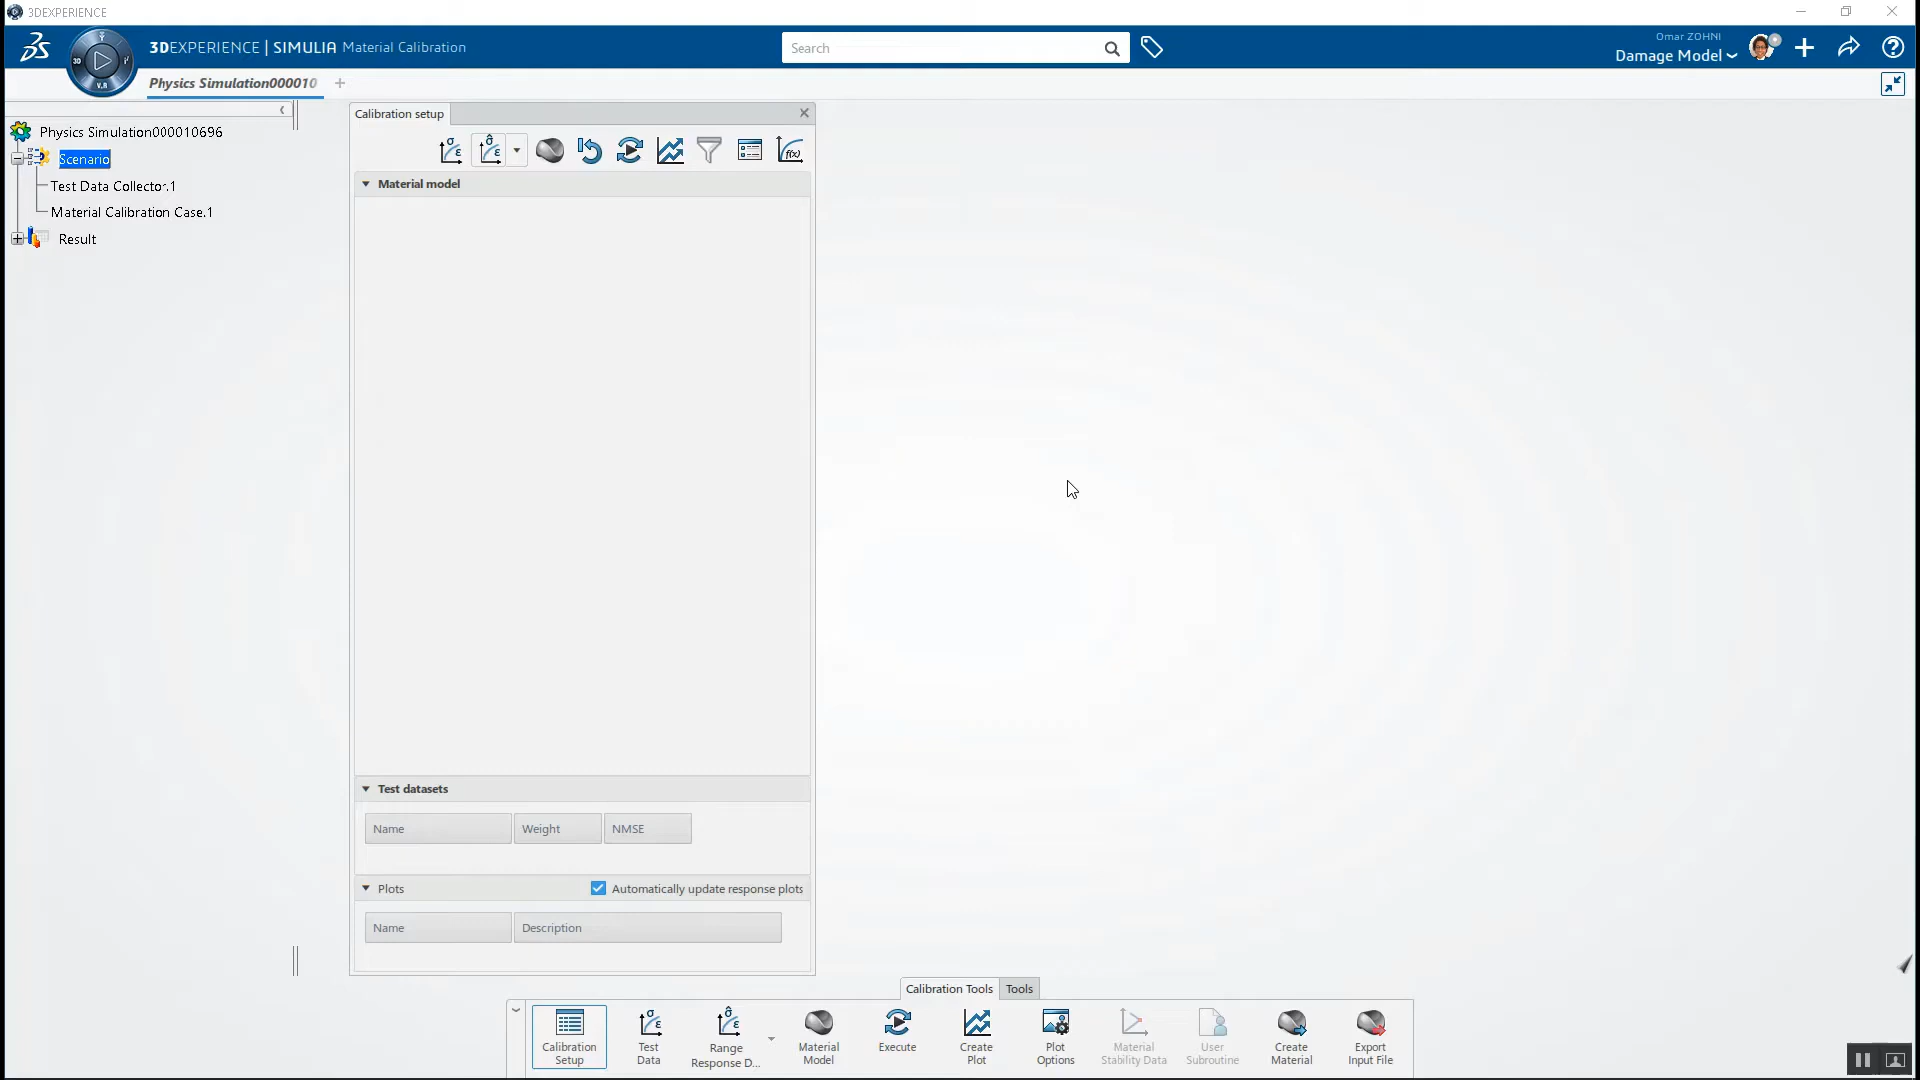 3DEXPERIENCE
3DEXPERIENCE | SIMULIA Material Calibration
Search
Omar ZOHNI
Damage Model
3D
V.R
Physics Simulation000010
Physics Simulation000010696
Scenario
Test Data Collector.1
Material Calibration Case.1
Result
Calibration setup
Material model
Test datasets
Name Weight NMSE
Plots Automatically update response plots
Name Description
Calibration Tools Tools
Calibration Setup
Test Data
Range Response D...
Material Model
Execute
Create Plot
Plot Options
Material Stability Data
User Subroutine
Create Material
Export Input File